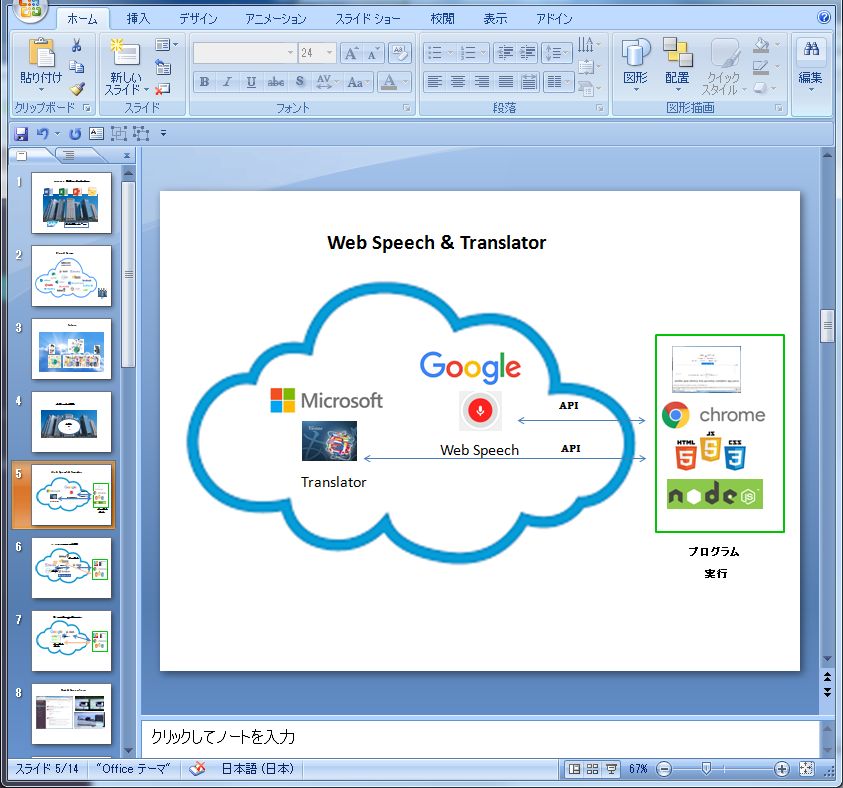 ホーム 挿入 デザイン アニメーション スライド ショー 校閲 表示 アドイン
24
B I U abc S AV Aa A
貼り付け 新しい スライド 図形 配置 クイック スタイル 編集
クリップボード スライド フォント 段落 図形描画
1
2
3
4
5
6
7
8
Web Speech & Translator
Google
Microsoft
Web Speech
Translator
API
API
chrome
HTML JS CSS
5 5 3
node JS
プログラム
実行
クリックしてノートを入力
スライド 5/14 "Office テーマ" 日本語 (日本) 67%